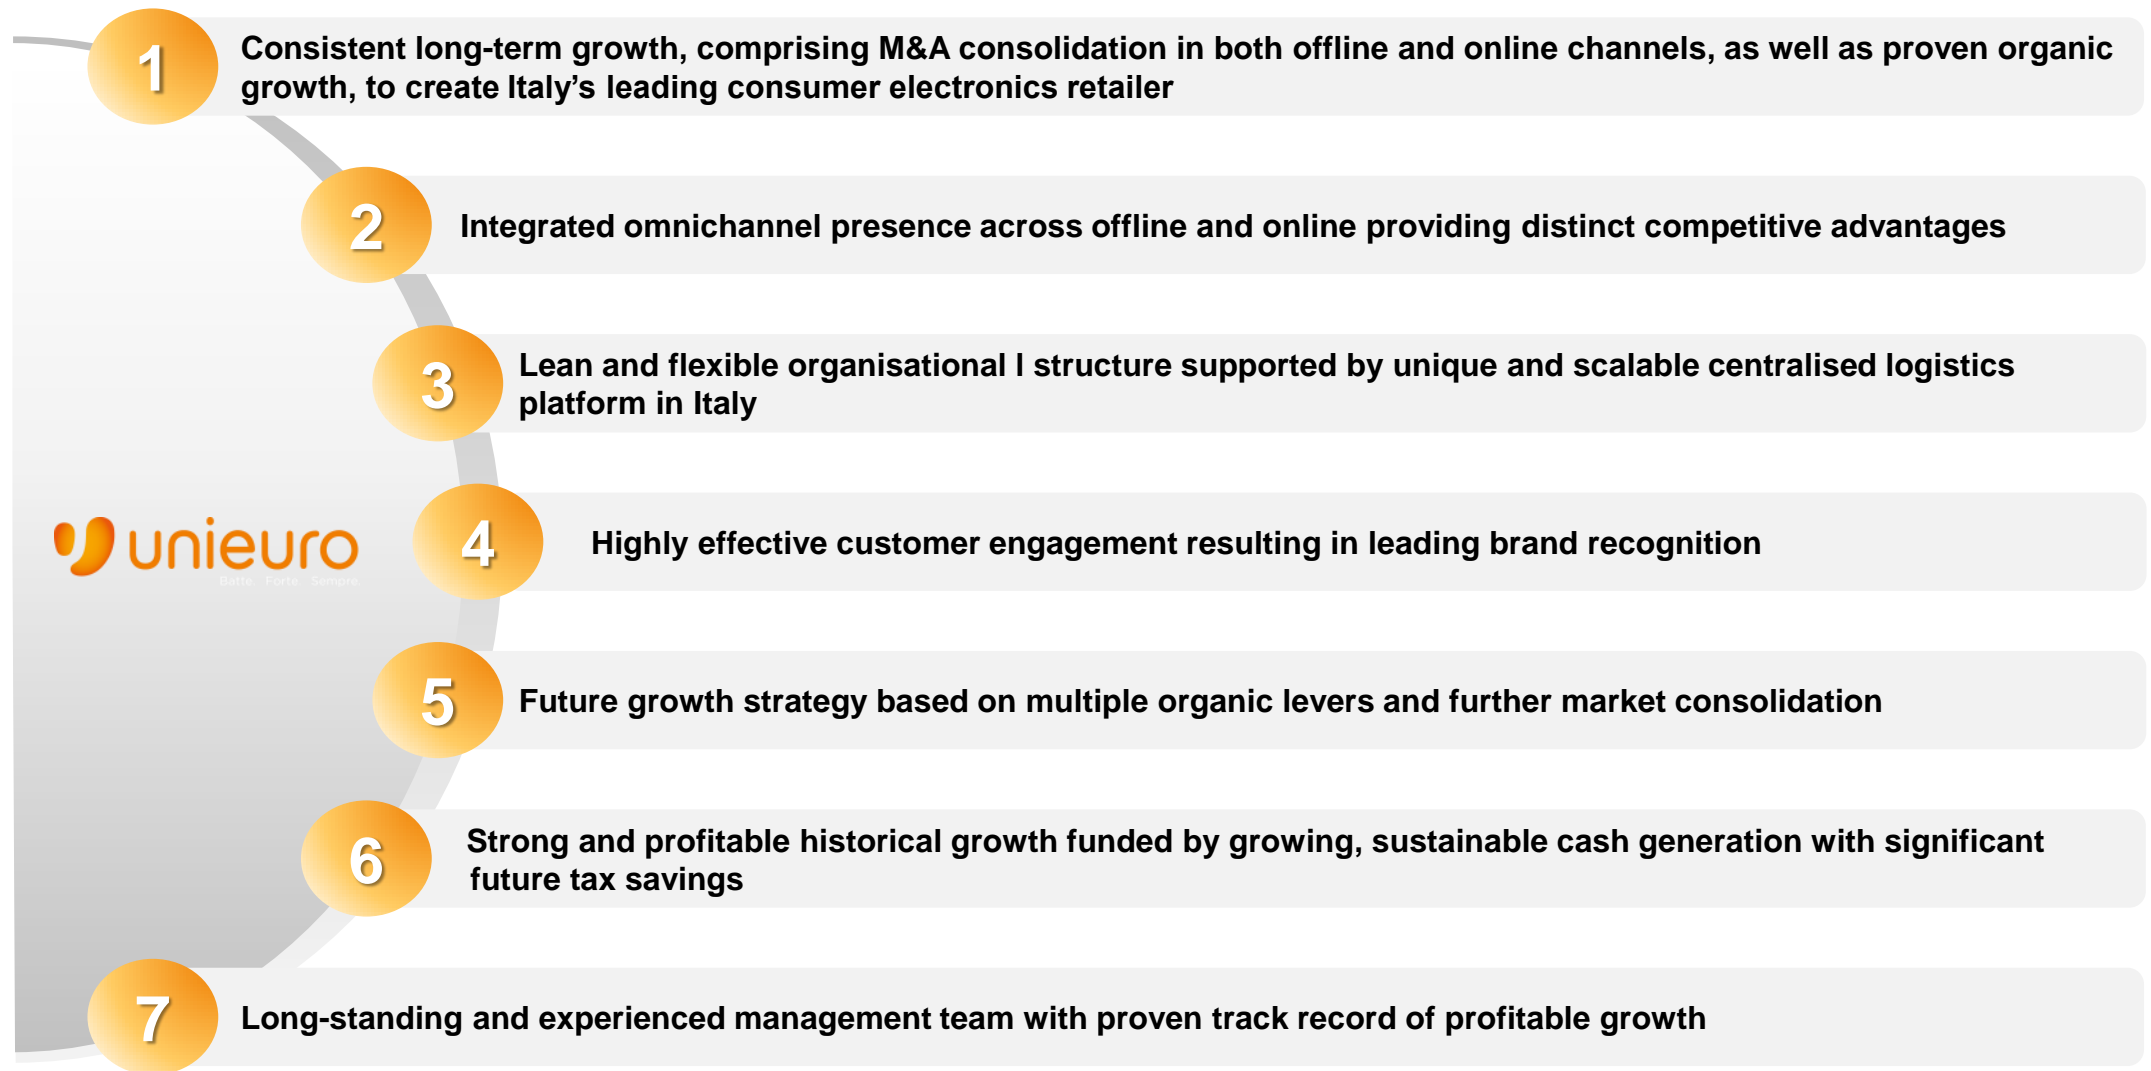 1
Consistent long-term growth, comprising M&A consolidation in both offline and online channels, as well as proven organic
growth, to create Italy’s leading consumer electronics retailer
2
Integrated omnichannel presence across offline and online providing distinct competitive advantages
3
Lean and flexible organisational l structure supported by unique and scalable centralised logistics
platform in Italy
unieuro
Batte. Forte. Sempre.
4
Highly effective customer engagement resulting in leading brand recognition
5
Future growth strategy based on multiple organic levers and further market consolidation
6
Strong and profitable historical growth funded by growing, sustainable cash generation with significant
future tax savings
7
Long-standing and experienced management team with proven track record of profitable growth